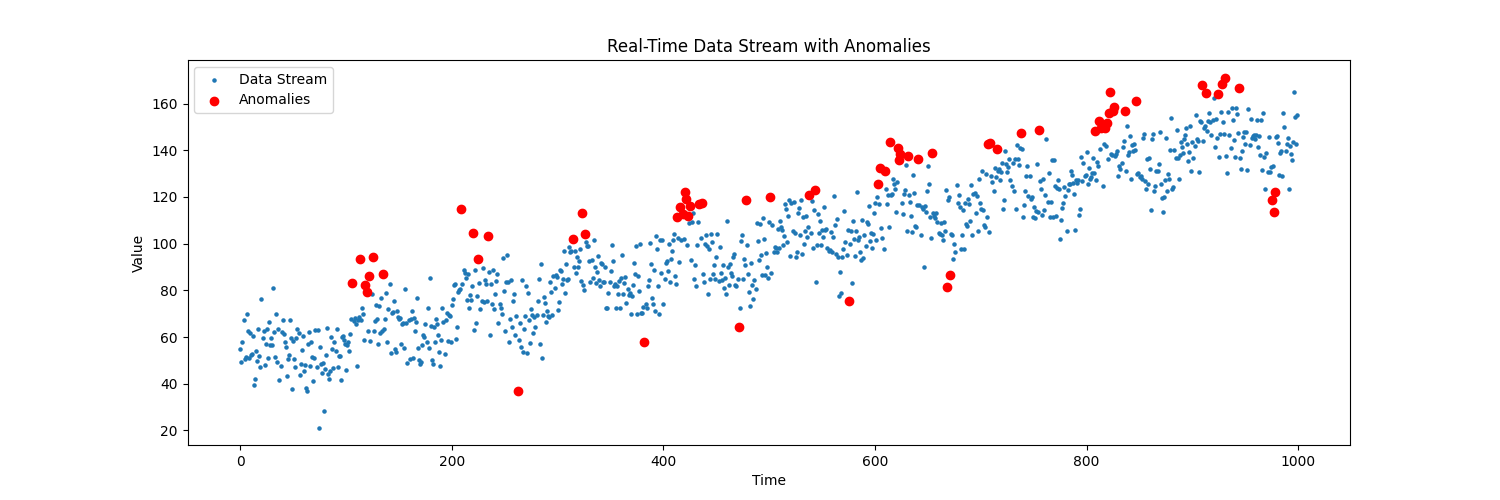 Real-Time Data Stream with Anomalies
Data Stream
Anomalies
160
140
120
100
80
60
40
20
Value
0 200 400 600 800 1000
Time